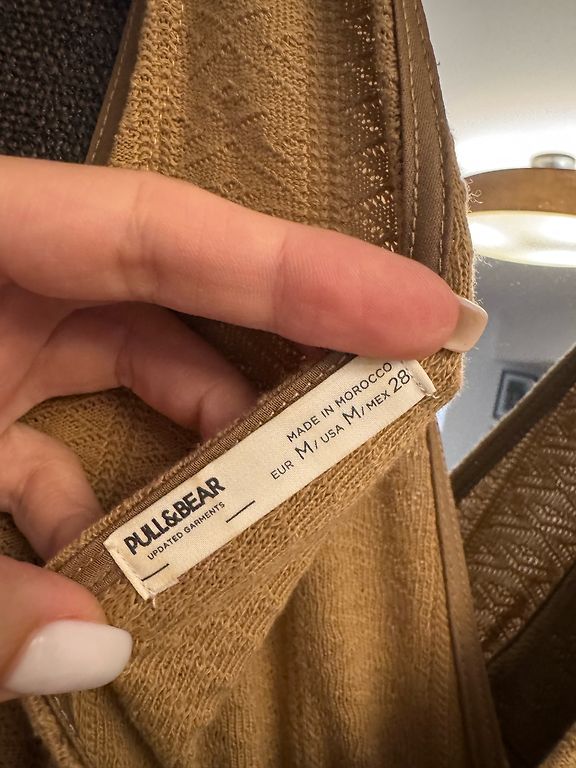 PULL&BEAR
UPDATED GARMENTS
MADE IN MOROCCO
EUR M / USA M / MEX 28